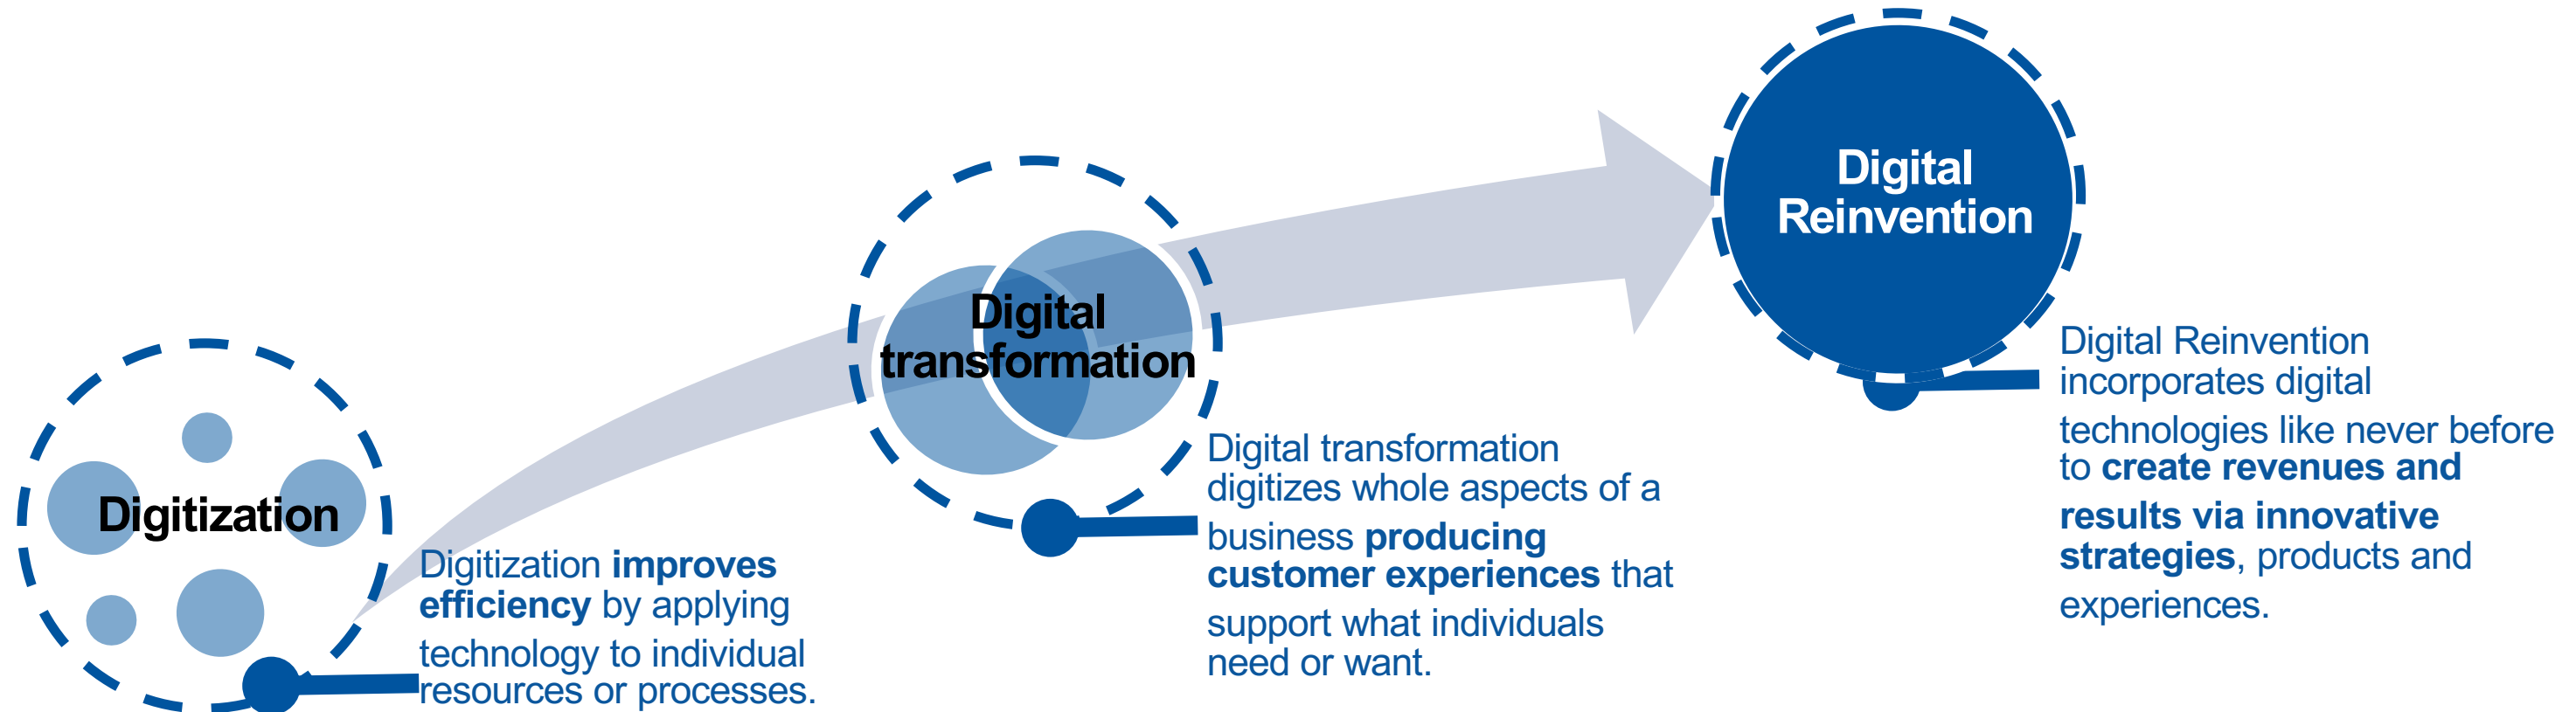 Digitization
Digitization improves
efficiency by applying
technology to individual
resources or processes.
Digital
transformation
Digital transformation
digitizes whole aspects of a
business producing
customer experiences that
support what individuals
need or want.
Digital
Reinvention
Digital Reinvention
incorporates digital
technologies like never before
to create revenues and
results via innovative
strategies, products and
experiences.